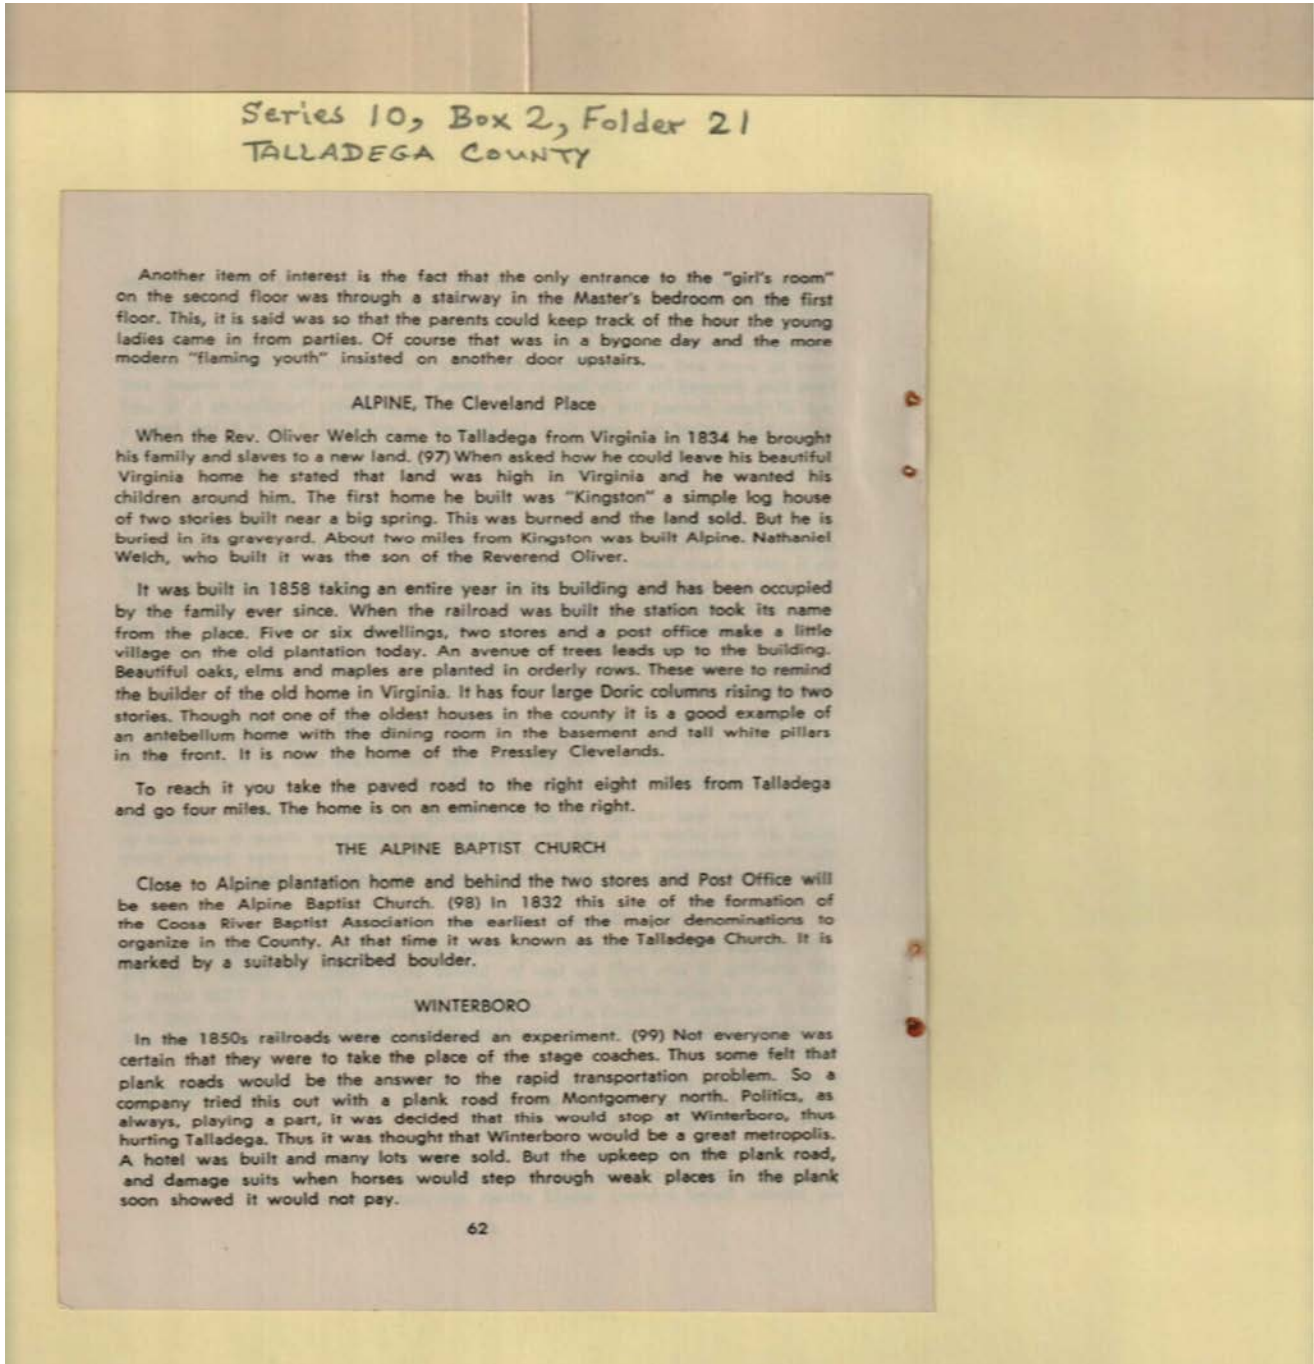 Series 10, Box 2, Folder 21
TALLADEGA COUNTY
Another item of interest is the fact that the only entrance to the "girl's room"
on the second floor was through a stairway in the Master's bedroom on the first
floor. This, it is said was so that the parents could keep track of the hour the young
ladies came in from parties. Of course that was in a bygone day and the more
modern "flaming youth" insisted on another door upstairs.
ALPINE, The Cleveland Place
When the Rev. Oliver Welch came to Talladega from Virginia in 1834 he brought
his family and slaves to a new land. (97) When asked how he could leave his beautiful
Virginia home he stated that land was high in Virginia and he wanted his
children around him. The first home he built was "Kingston" a simple log house
of two stories built near a big spring. This was burned and the land sold. But he is
buried in its graveyard. About two miles from Kingston was built Alpine. Nathaniel
Welch, who built it was the son of the Reverend Oliver.
It was built in 1858 taking an entire year in its building and has been occupied
by the family ever since. When the railroad was built the station took its name
from the place. Five or six dwellings, two stores and a post office make a little
village on the old plantation today. An avenue of trees leads up to the building.
Beautiful oaks, elms and maples are planted in orderly rows. These were to remind
the builder of the old home in Virginia. It has four large Doric columns rising to two
stories. Though not one of the oldest houses in the county it is a good example of
an antebellum home with the dining room in the basement and tall white pillars
in the front. It is now the home of the Pressley Clevelands.
To reach it you take the paved road to the right eight miles from Talladega
and go four miles. The home is on an eminence to the right.
THE ALPINE BAPTIST CHURCH
Close to Alpine plantation home and behind the two stores and Post Office will
be seen the Alpine Baptist Church. (98) In 1832 this site of the formation of
the Coosa River Baptist Association the earliest of the major denominations to
organize in the County. At that time it was known as the Talladega Church. It is
marked by a suitably inscribed boulder.
WINTERBORO
In the 1850s railroads were considered an experiment. (99) Not everyone was
certain that they were to take the place of the stage coaches. Thus some felt that
plank roads would be the answer to the rapid transportation problem. So a
company tried this out with a plank road from Montgomery north. Politics, as
always, playing a part, it was decided that this would stop at Winterboro, thus
hurting Talladega. Thus it was thought that Winterboro would be a great metropolis.
A hotel was built and many lots were sold. But the upkeep on the plank road,
and damage suits when horses would step through weak places in the plank
soon showed it would not pay.
62